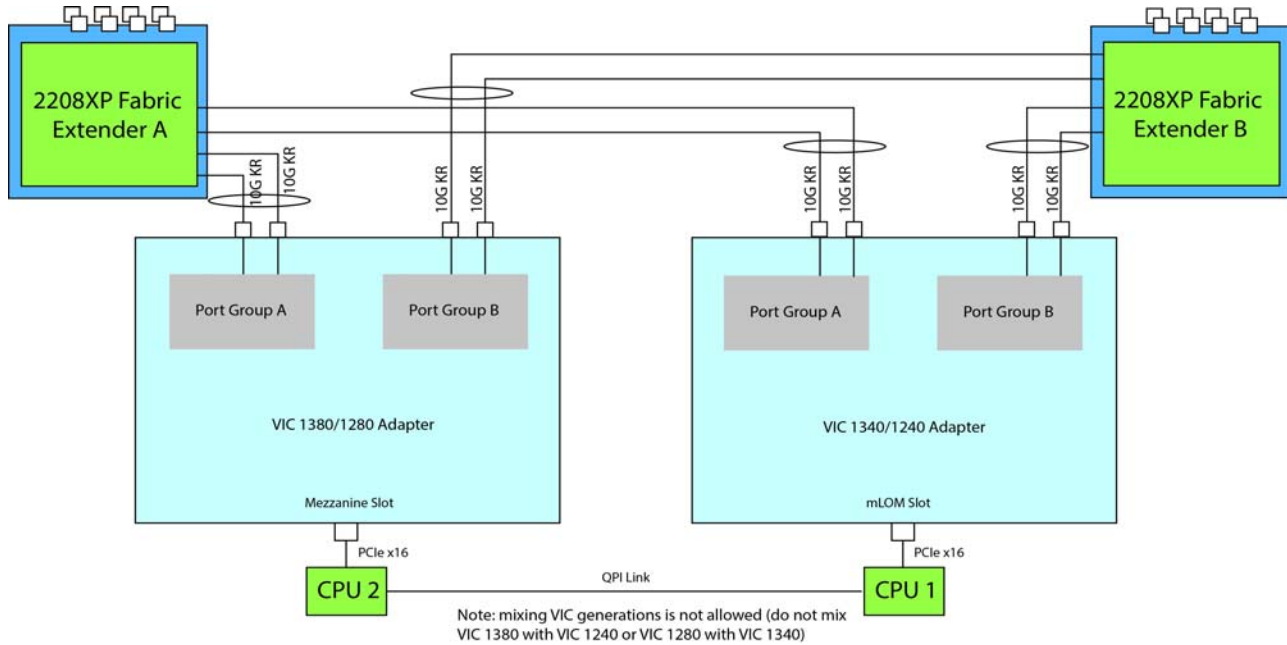 2208XP Fabric
Extender A
2208XP Fabric
Extender B
10G KR
10G KR
10G KR
10G KR
10G KR
10G KR
10G KR
10G KR
Port Group A
Port Group B
Port Group A
Port Group B
VIC 1380/1280 Adapter
VIC 1340/1240 Adapter
Mezzanine Slot
mLOM Slot
PCIe x16
PCIe x16
CPU 2
QPI Link
CPU 1
Note: mixing VIC generations is not allowed (do not mix
VIC 1380 with VIC 1240 or VIC 1280 with VIC 1340)